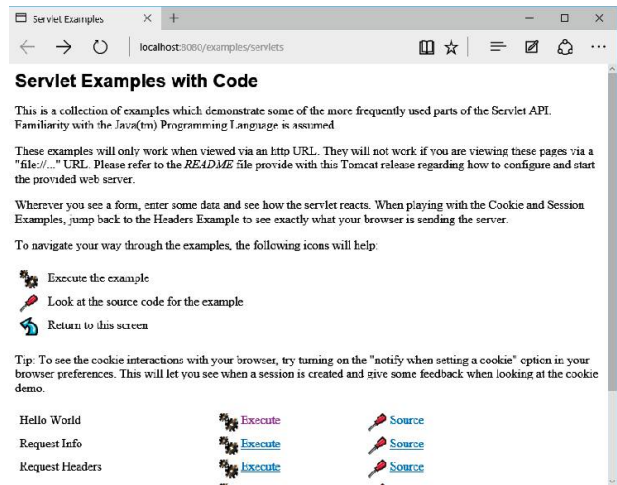 Servlet Examples
localhost:8080/examples/servlets
Servlet Examples with Code
This is a collection of examples which demonstrate some of the more frequently used parts of the Servlet API.
Familiarity with the Java(tm) Programming Language is assumed
These examples will only work when viewed via an http URL. They will not work if you are viewing these pages via a
"file://..." URL. Please refer to the README file provide with this Tomcat release regarding how to configure and start
the provided web server.
Wherever you see a form, enter some data and see how the servlet reacts. When playing with the Cookie and Session
Examples, jump back to the Headers Example to see exactly what your browser is sending the server.
To navigate your way through the examples, the following icons will help:
Execute the example
Look at the source code for the example
Return to this screen
Tip: To see the cookie interactions with your browser, try turning on the "notify when setting a cookie" option in your
browser preferences. This will let you see when a session is created and give some feedback when looking at the cookie
demo.
Hello World Execute Source
Request Info Execute Source
Request Headers Execute Source